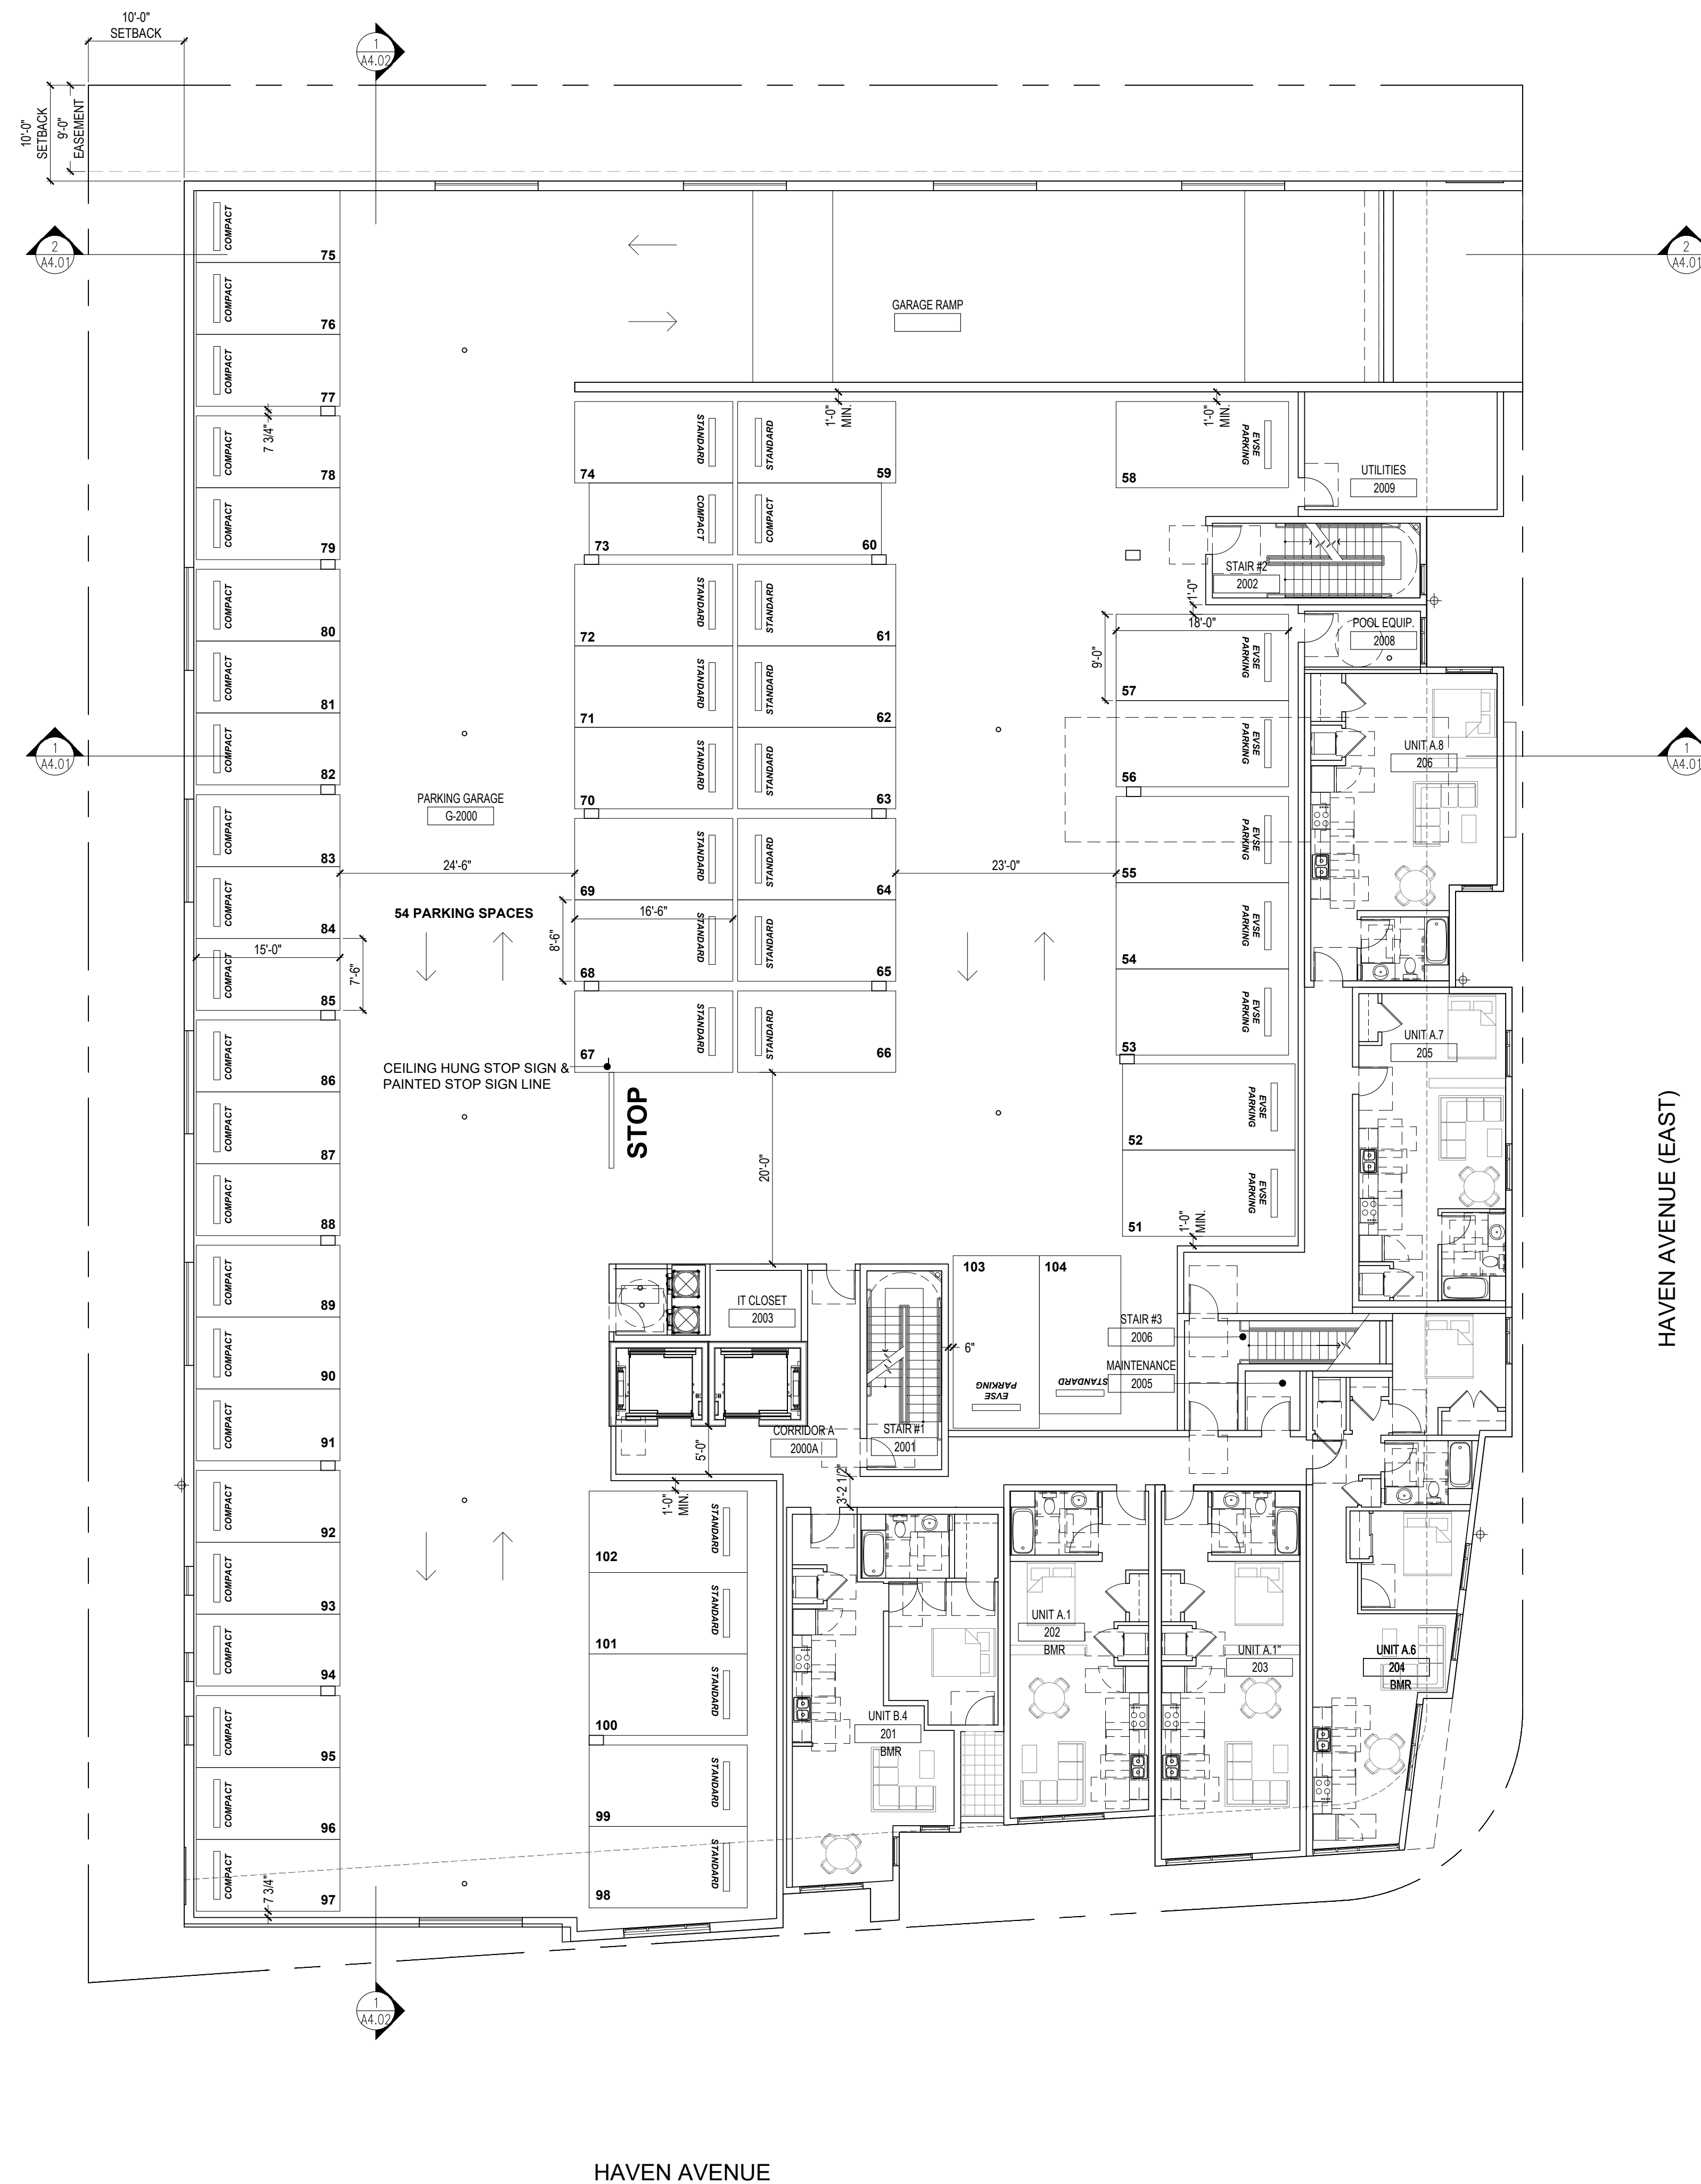 10'-0"
SETBACK
1
A4.02
10'-0"
SETBACK
9'-0"
EASEMENT
2
A4.01
2
A4.01
COMPACT
75
COMPACT
76
COMPACT
77
7 3/4"
COMPACT
78
COMPACT
79
COMPACT
80
COMPACT
81
COMPACT
82
COMPACT
83
COMPACT
84
15'-0"
7'-6"
COMPACT
85
COMPACT
86
COMPACT
87
COMPACT
88
COMPACT
89
COMPACT
90
COMPACT
91
COMPACT
92
COMPACT
93
COMPACT
94
COMPACT
95
COMPACT
96
COMPACT
97
7 3/4"
1
A4.01
1
A4.01
GARAGE RAMP
PARKING GARAGE
G-2000
24'-6"
54 PARKING SPACES
CEILING HUNG STOP SIGN &
PAINTED STOP SIGN LINE
STOP
STANDARD
74
COMPACT
73
STANDARD
72
STANDARD
71
STANDARD
70
STANDARD
69
16'-6"
8'-6"
STANDARD
68
STANDARD
67
1'-0"
MIN.
STANDARD
59
COMPACT
60
STANDARD
61
STANDARD
62
STANDARD
63
STANDARD
64
STANDARD
65
STANDARD
66
20'-0"
23'-0"
1'-0"
MIN.
EVSE
PARKING
58
1'-0"
18'-0"
9'-0"
EVSE
PARKING
57
EVSE
PARKING
56
EVSE
PARKING
55
EVSE
PARKING
54
EVSE
PARKING
53
EVSE
PARKING
52
EVSE
PARKING
51
1'-0"
MIN.
UTILITIES
2009
STAIR #2
2002
POOL EQUIP.
2008
UNIT A.8
206
UNIT A.7
205
HAVEN AVENUE (EAST)
IT CLOSET
2003
103
104
6"
EVSE
PARKING
STANDARD
STAIR #3
2006
MAINTENANCE
2005
CORRIDOR A
2000A
STAIR #1
2001
5'-0"
3'-2 1/2"
1'-0"
MIN.
STANDARD
102
STANDARD
101
STANDARD
100
STANDARD
99
STANDARD
98
UNIT B.4
201
BMR
UNIT A.1
202
BMR
UNIT A.1"
203
UNIT A.6
204
BMR
1
A4.02
HAVEN AVENUE